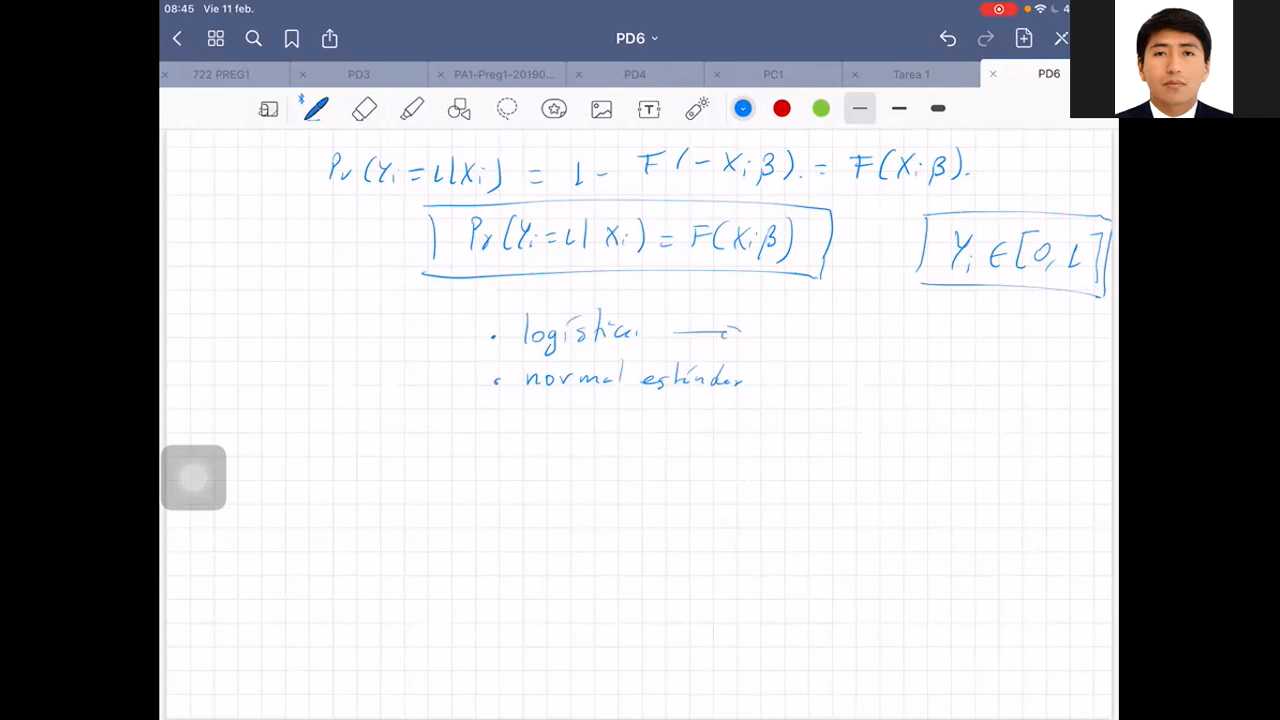 08:45 Vie 11 feb.
PD6
722 PREG1 PD3 PA1-Preg1-20190... PD4 PC1 Tarea 1 PD6
Pr(Yi=1|Xi) = 1 - F(-Xiβ). = F(Xiβ).
Pr(Yi=1|Xi) = F(Xiβ)
Yi ∈ [0, 1]
· logística →
· normal estándar